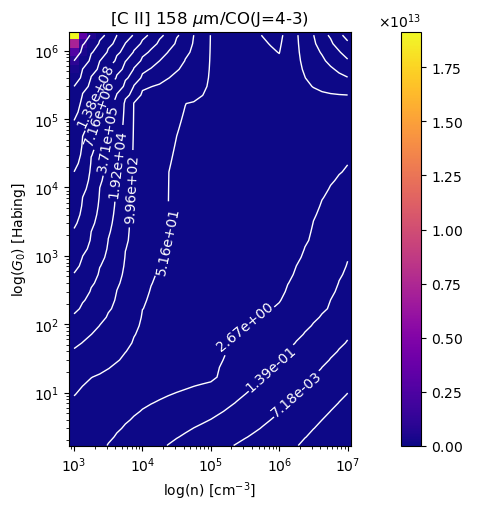 [C II] 158 μm/CO(J=4-3)
×10¹³
10⁶
10⁵
10⁴
10³
10²
10¹
log(G₀) [Habing]
1.38e+08
7.16e+06
3.71e+05
1.92e+04
9.96e+02
5.16e+01
2.67e+00
1.39e-01
7.18e-03
10³ 10⁴ 10⁵ 10⁶ 10⁷
log(n) [cm⁻³]
1.75
1.50
1.25
1.00
0.75
0.50
0.25
0.00